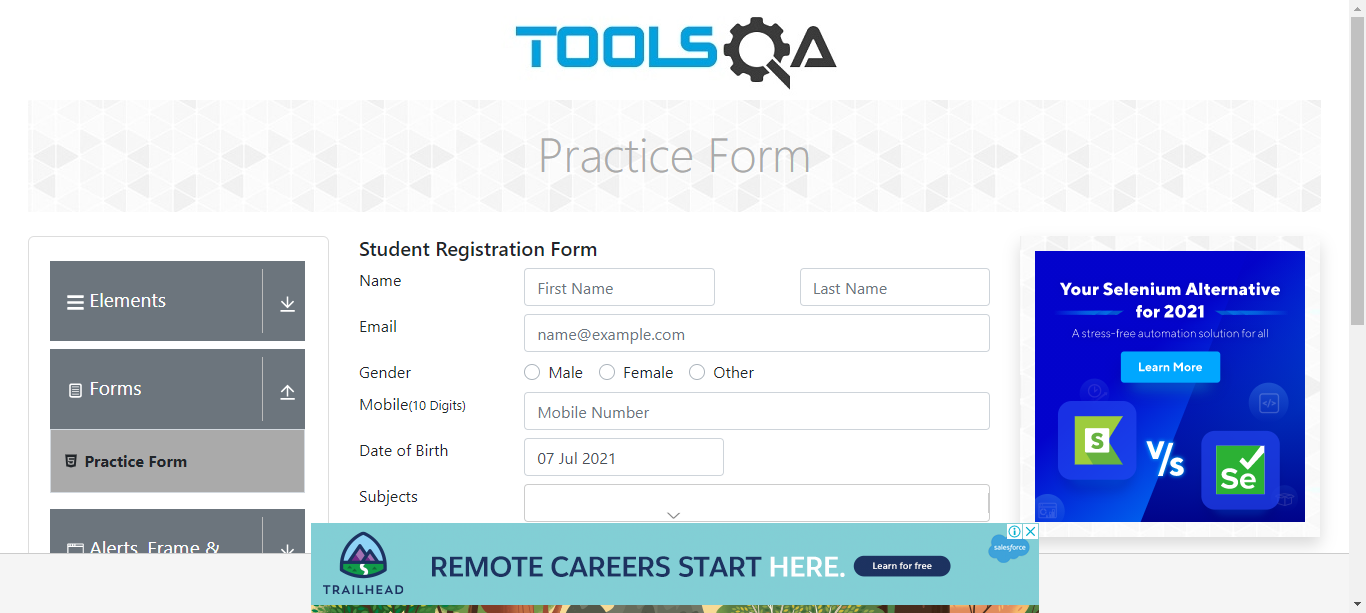 TOOLSQA
Practice Form
Elements
Forms
Practice Form
Alerts, Frame &
Student Registration Form
Name
First Name
Last Name
Email
name@example.com
Gender
Male
Female
Other
Mobile(10 Digits)
Mobile Number
Date of Birth
07 Jul 2021
Subjects
Your Selenium Alternative
for 2021
A stress-free automation solution for all
Learn More
S
V/s
Se
TRAILHEAD
REMOTE CAREERS START HERE.
Learn for free
salesforce